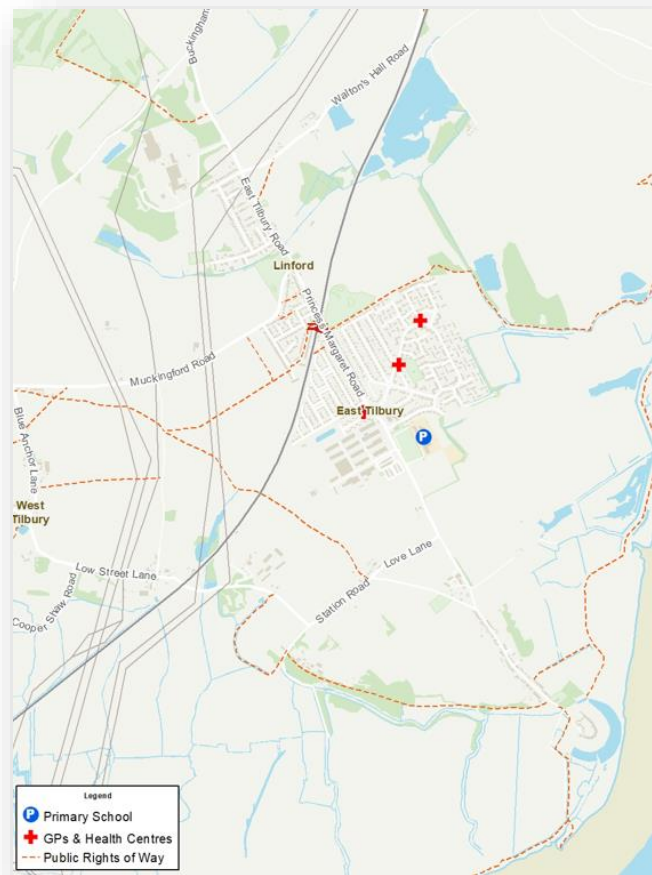 Buckingham
Walton's Hall Road
East Tilbury Road
Linford
Princess Margaret Road
Muckingford Road
East Tilbury
P
Blue Anchor Lane
West
Tilbury
Love Lane
Low Street Lane
Station Road
Cooper Shaw Road
Legend
P Primary School
GPs & Health Centres
Public Rights of Way